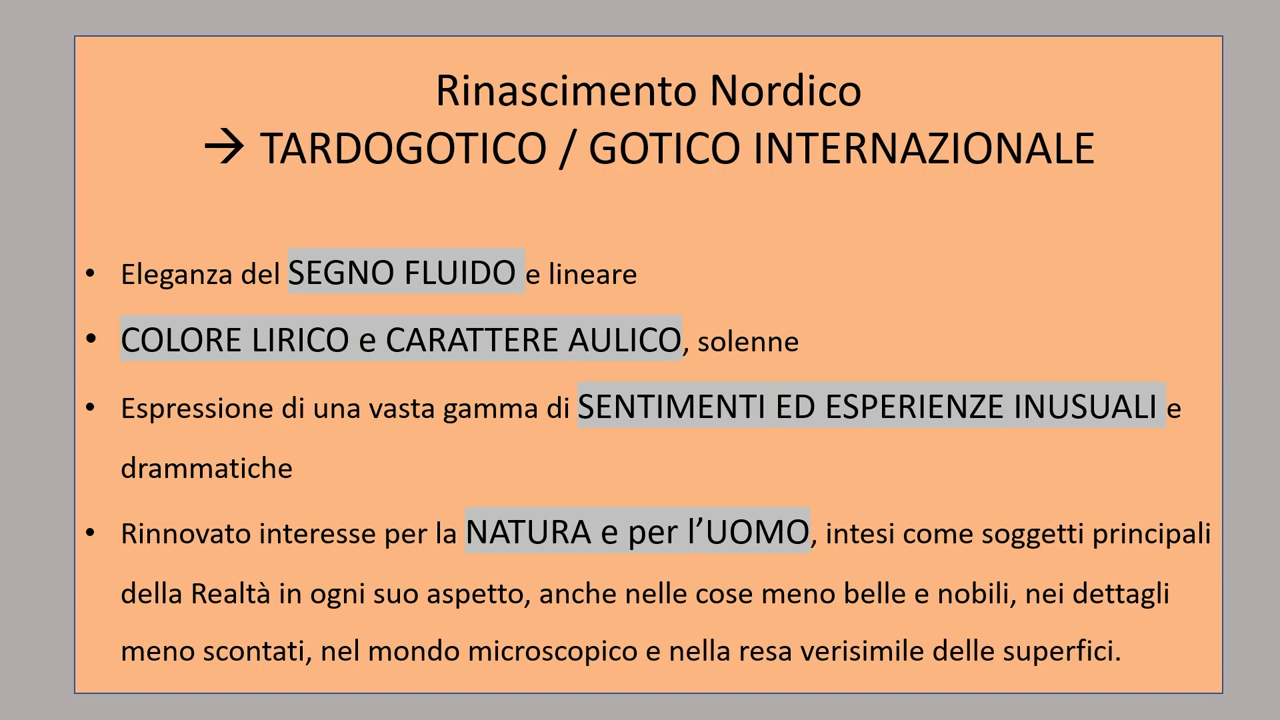 Rinascimento Nordico
→ TARDOGOTICO / GOTICO INTERNAZIONALE
• Eleganza del SEGNO FLUIDO e lineare
• COLORE LIRICO e CARATTERE AULICO, solenne
• Espressione di una vasta gamma di SENTIMENTI ED ESPERIENZE INUSUALI e
drammatiche
• Rinnovato interesse per la NATURA e per l’UOMO, intesi come soggetti principali
della Realtà in ogni suo aspetto, anche nelle cose meno belle e nobili, nei dettagli
meno scontati, nel mondo microscopico e nella resa verisimile delle superfici.